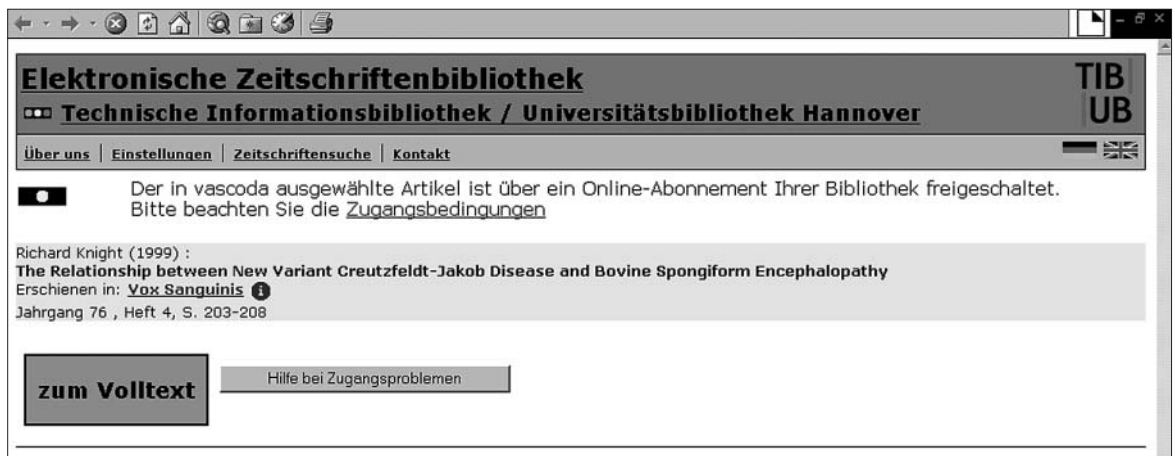 Elektronische Zeitschriftenbibliothek
TIB
UB
Technische Informationsbibliothek / Universitätsbibliothek Hannover
Über uns | Einstellungen | Zeitschriftensuche | Kontakt
Der in vascoda ausgewählte Artikel ist über ein Online-Abonnement Ihrer Bibliothek freigeschaltet.
Bitte beachten Sie die Zugangsbedingungen
Richard Knight (1999) :
The Relationship between New Variant Creutzfeldt-Jakob Disease and Bovine Spongiform Encephalopathy
Erschienen in: Vox Sanguinis i
Jahrgang 76 , Heft 4, S. 203-208
zum Volltext
Hilfe bei Zugangsproblemen